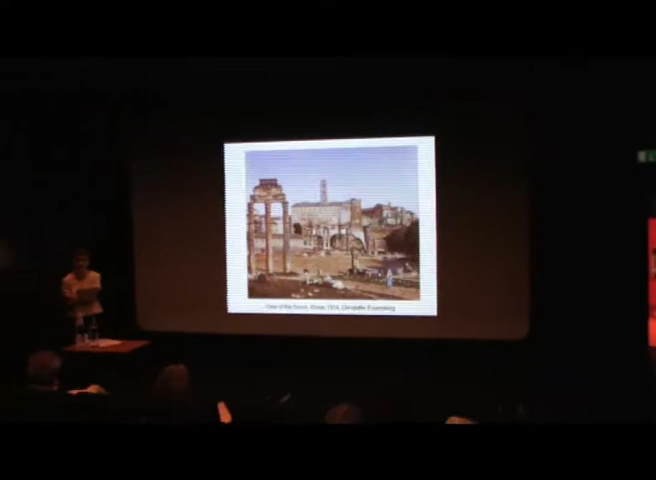 View of the Forum, Rome, 1814, Christoffer Eckersberg